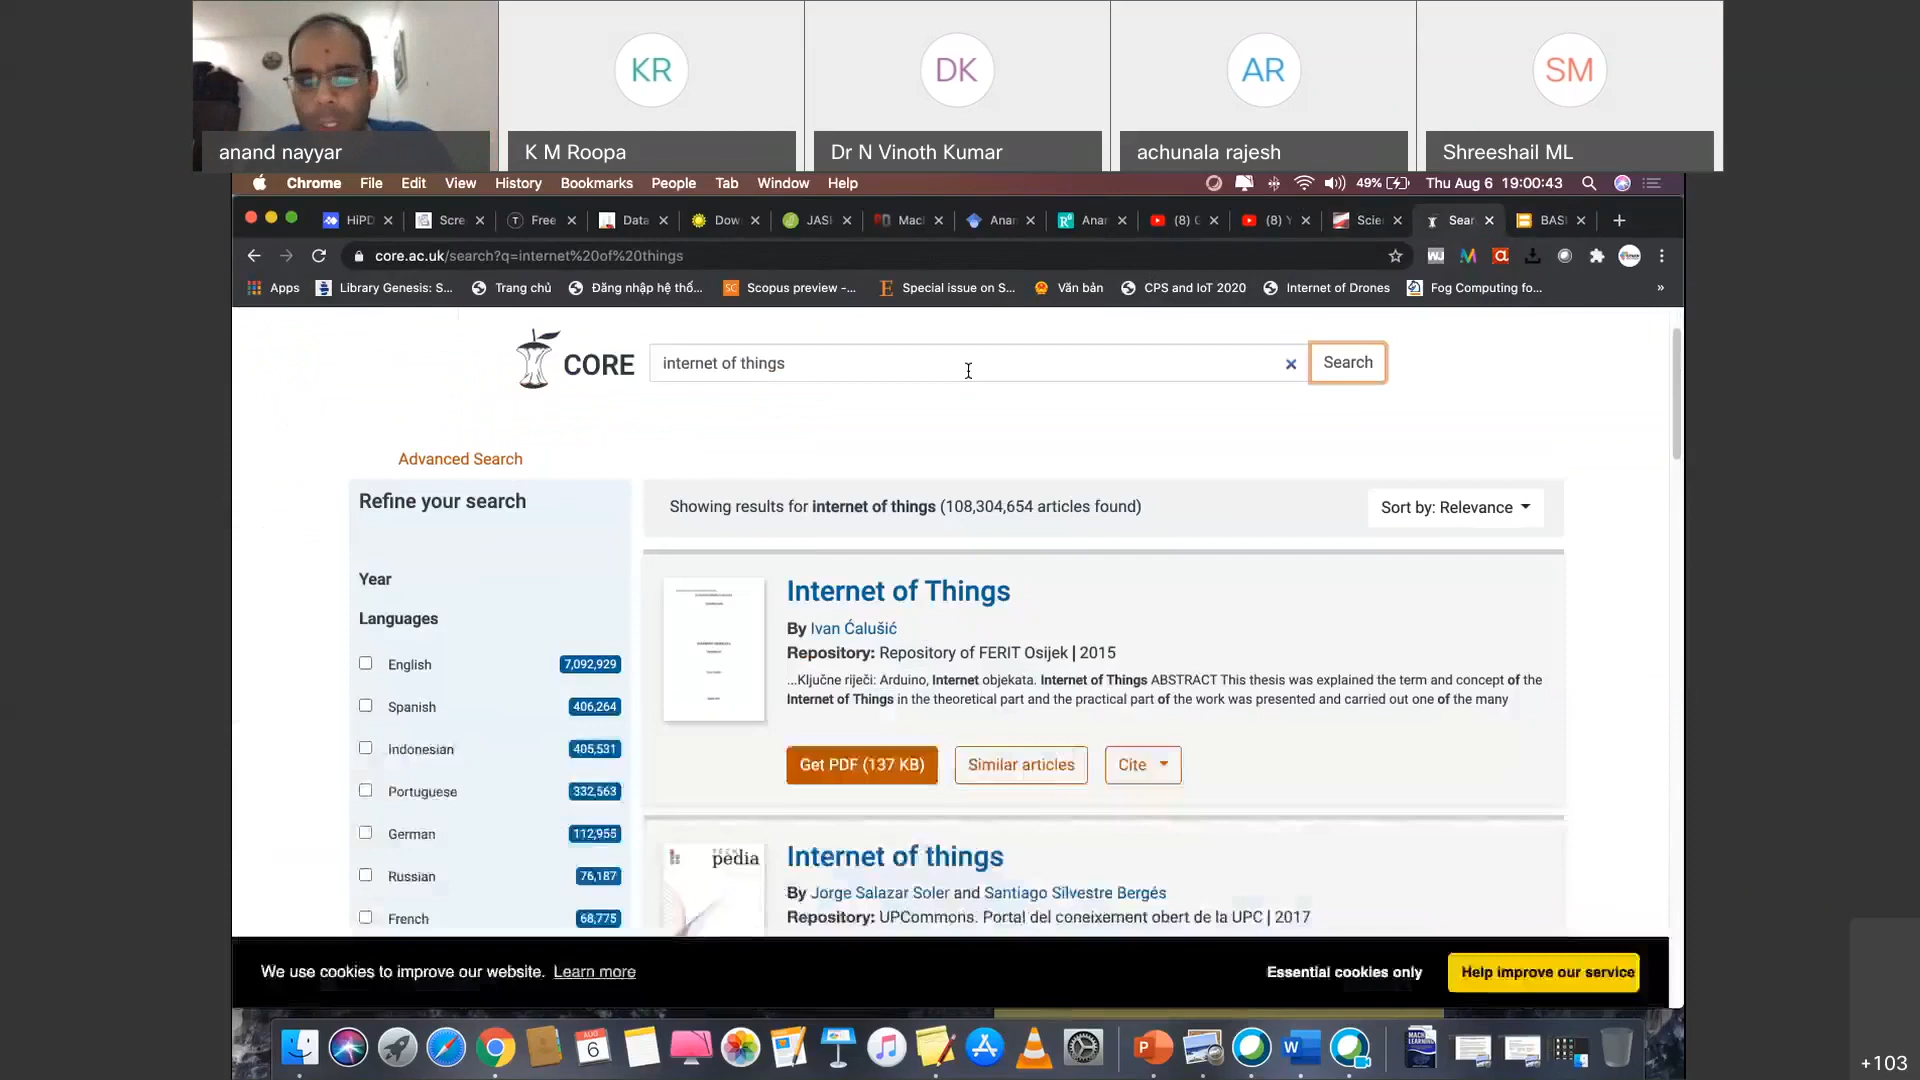 KR
DK
AR
SM
anand nayyar
K M Roopa
Dr N Vinoth Kumar
achunala rajesh
Shreeshail ML
Chrome File Edit View History Bookmarks People Tab Window Help
49%
Thu Aug 6 19:00:43
HiPD
Scre
Free
Data
Dow
JASI
Macl
Anar
Anar
(8) C
(8) Y
Scie
Sear
BASI
core.ac.uk/search?q=internet%20of%20things
Apps
Library Genesis: S...
Trang chủ
Đăng nhập hệ thố...
Scopus preview -...
Special issue on S...
Văn bản
CPS and IoT 2020
Internet of Drones
Fog Computing fo...
»
CORE
internet of things
Search
Advanced Search
Refine your search
Showing results for internet of things (108,304,654 articles found)
Sort by: Relevance
Year
Languages
English 7,092,929
Spanish 406,264
Indonesian 405,531
Portuguese 332,563
German 112,955
Russian 76,187
French 68,775
Internet of Things
By Ivan Ćalušić
Repository: Repository of FERIT Osijek | 2015
...Ključne riječi: Arduino, Internet objekata. Internet of Things ABSTRACT This thesis was explained the term and concept of the
Internet of Things in the theoretical part and the practical part of the work was presented and carried out one of the many
Get PDF (137 KB)
Similar articles
Cite
pedia
Internet of things
By Jorge Salazar Soler and Santiago Silvestre Bergés
Repository: UPCommons. Portal del coneixement obert de la UPC | 2017
We use cookies to improve our website. Learn more
Essential cookies only
Help improve our service
AUG
6
+103